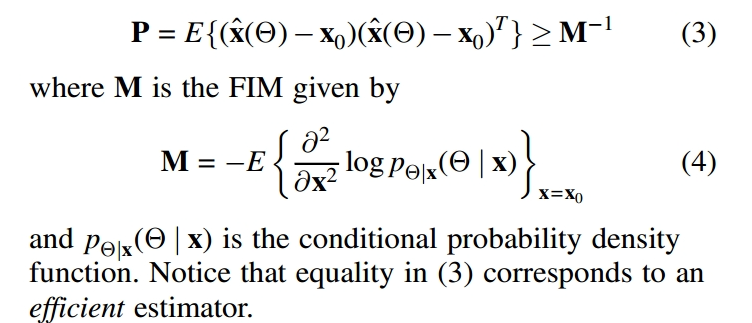 𝐏 = E{(𝐱̂(Θ) − 𝐱₀)(𝐱̂(Θ) − 𝐱₀)ᵀ} ≥ 𝐌⁻¹ (3)
where 𝐌 is the FIM given by
𝐌 = −E{∂²/∂𝐱² log p_{Θ|𝐱}(Θ | 𝐱)}_{𝐱=𝐱₀} (4)
and p_{Θ|𝐱}(Θ | 𝐱) is the conditional probability density
function. Notice that equality in (3) corresponds to an
efficient estimator.